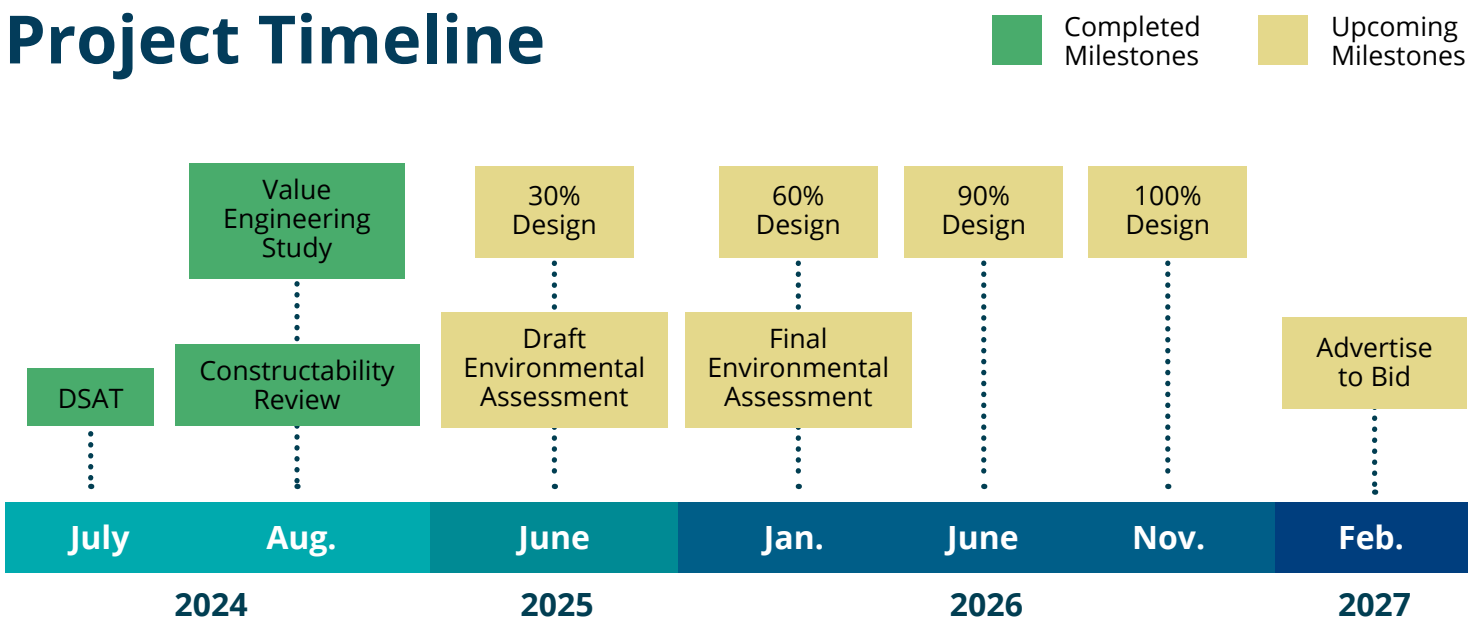 Project Timeline
Completed
Milestones
Upcoming
Milestones
Value
Engineering
Study
30%
Design
60%
Design
90%
Design
100%
Design
DSAT
Constructability
Review
Draft
Environmental
Assessment
Final
Environmental
Assessment
Advertise
to Bid
July
Aug.
June
Jan.
June
Nov.
Feb.
2024
2025
2026
2027